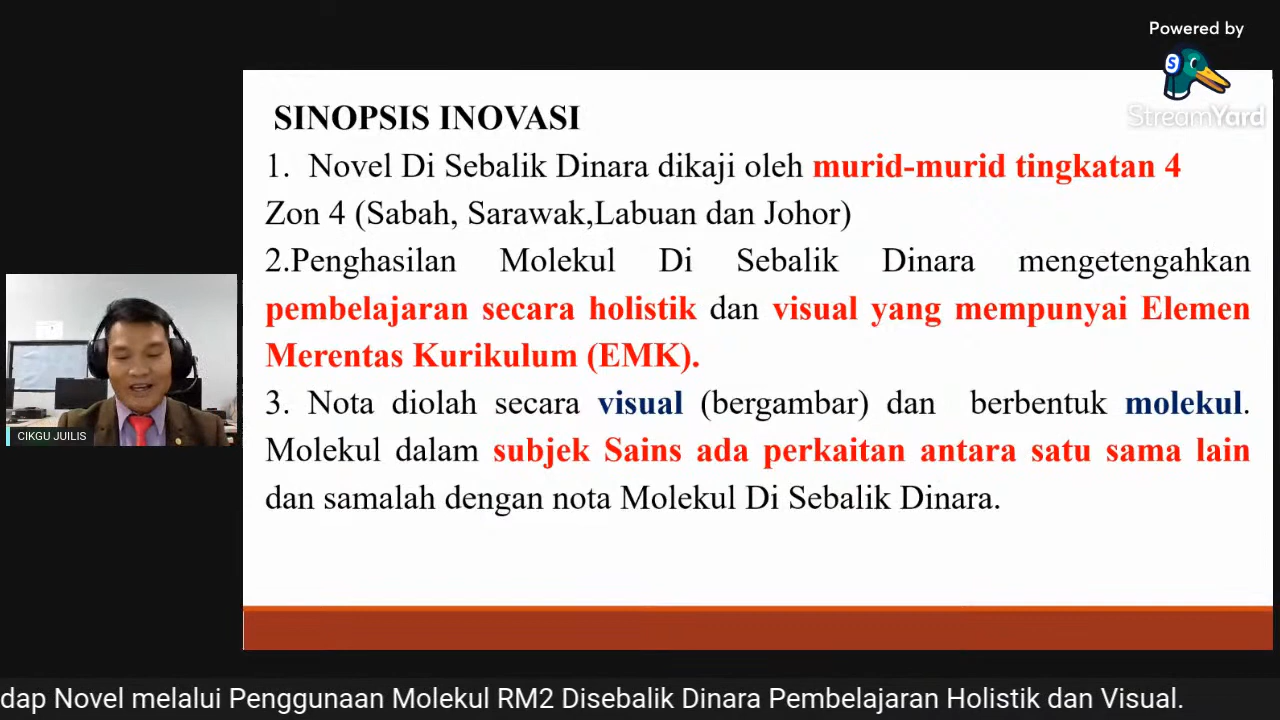 Powered by
S
StreamYard
SINOPSIS INOVASI
1. Novel Di Sebalik Dinara dikaji oleh murid-murid tingkatan 4
Zon 4 (Sabah, Sarawak,Labuan dan Johor)
2.Penghasilan Molekul Di Sebalik Dinara mengetengahkan
pembelajaran secara holistik dan visual yang mempunyai Elemen
Merentas Kurikulum (EMK).
3. Nota diolah secara visual (bergambar) dan berbentuk molekul.
Molekul dalam subjek Sains ada perkaitan antara satu sama lain
dan samalah dengan nota Molekul Di Sebalik Dinara.
CIKGU JUILIS
dap Novel melalui Penggunaan Molekul RM2 Disebalik Dinara Pembelajaran Holistik dan Visual.